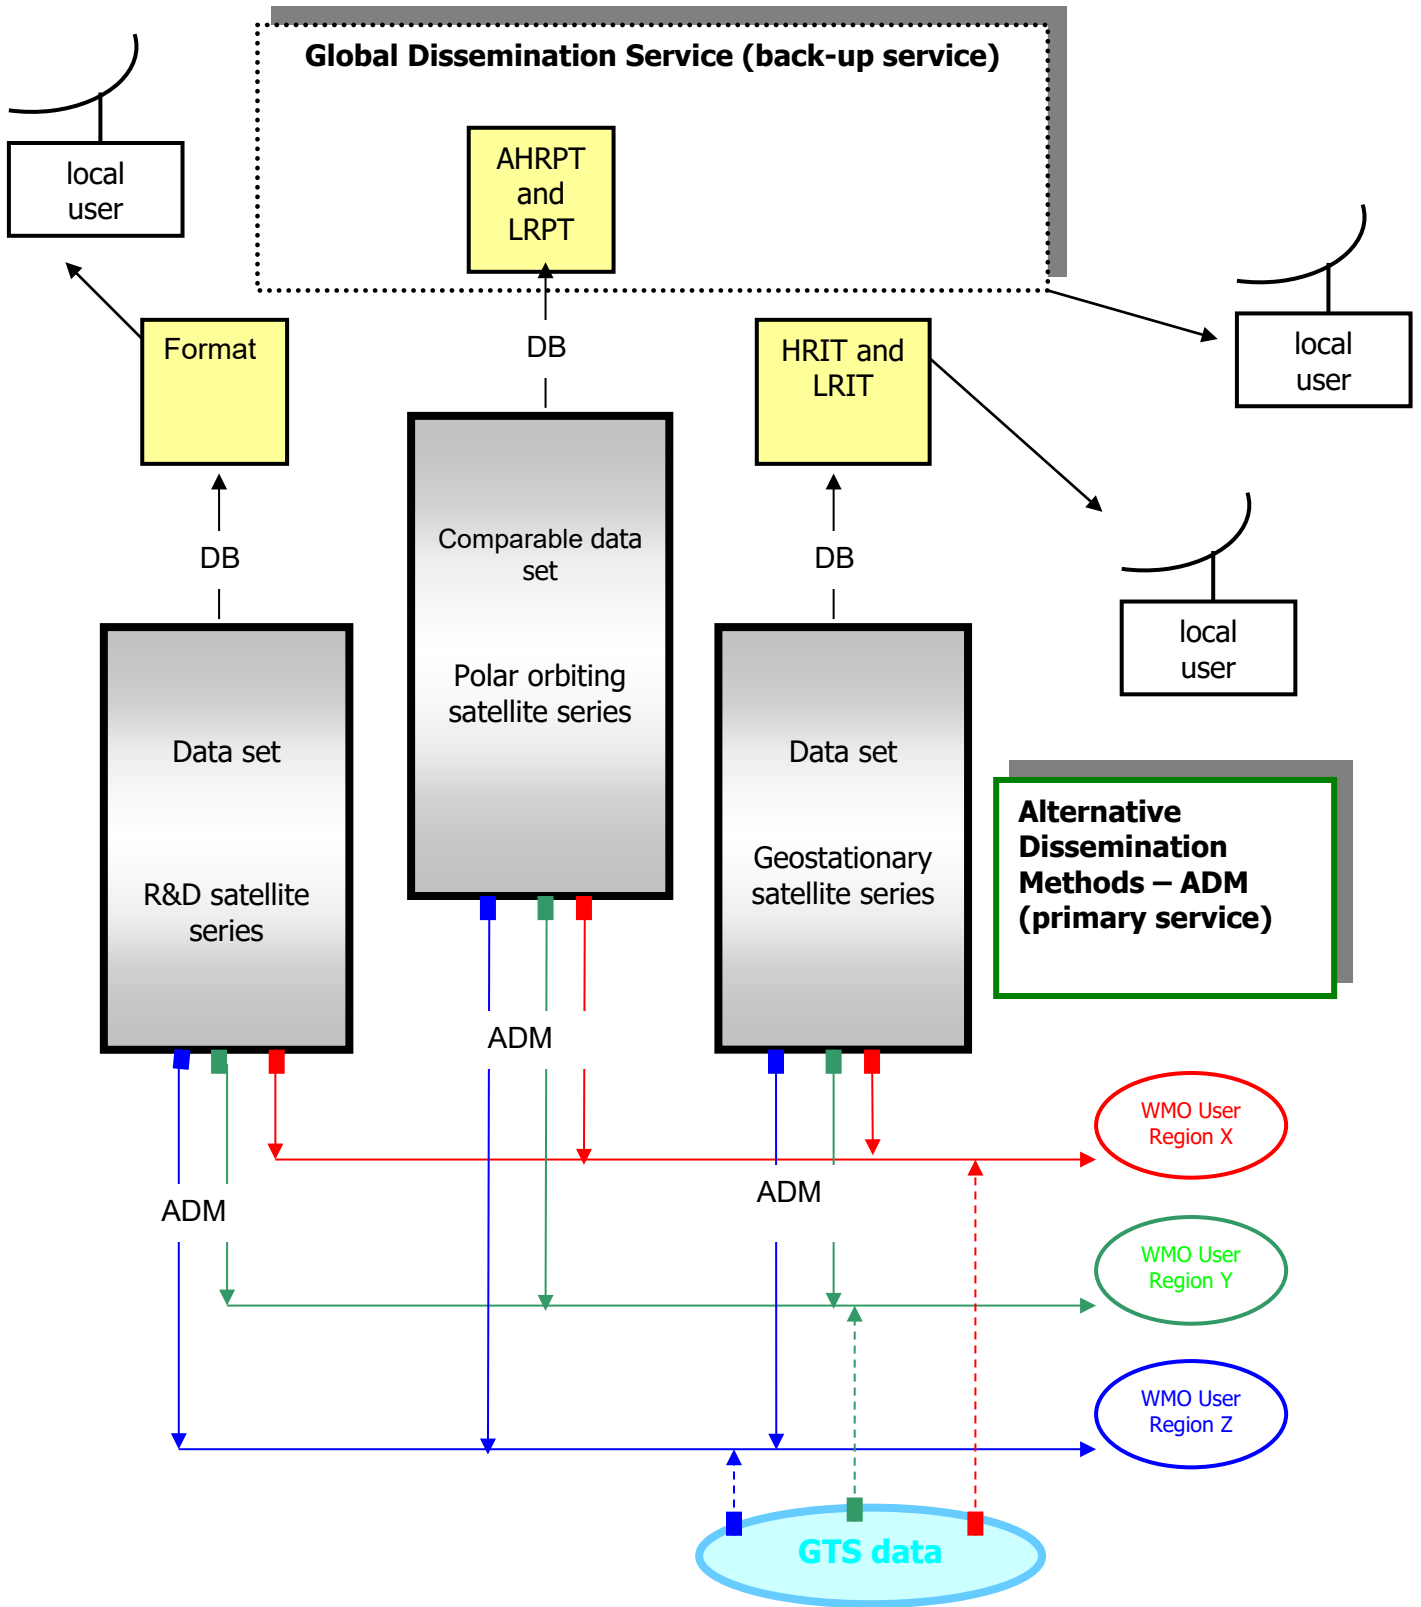 Global Dissemination Service (back-up service)
AHRPT
and
LRPT
local
user
local
user
Format
DB
HRIT and
LRIT
DB
DB
local
user
Comparable data
set
Polar orbiting
satellite series
Data set
R&D satellite
series
Data set
Geostationary
satellite series
Alternative
Dissemination
Methods – ADM
(primary service)
ADM
ADM
ADM
WMO User
Region X
WMO User
Region Y
WMO User
Region Z
GTS data